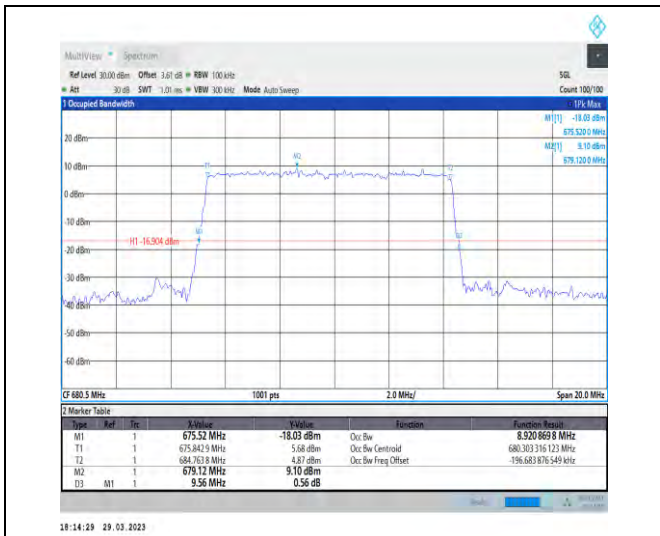 MultiView Spectrum
Ref Level 30.00 dBm Offset 3.61 dB RBW 100 kHz SGL
Att 30 dB SWT 1.01 ms VBW 300 kHz Mode Auto Sweep Count 100/100
1 Occupied Bandwidth 1Pk Max
M1[1] -18.03 dBm
675.520 0 MHz
M2[1] 9.10 dBm
679.120 0 MHz
20 dBm
10 dBm
0 dBm
-10 dBm
-20 dBm
-30 dBm
-40 dBm
-50 dBm
-60 dBm
T1
M2
T2
M1
H1 -16.904 dBm
CF 680.5 MHz 1001 pts 2.0 MHz/ Span 20.0 MHz
2 Marker Table
Type Ref Trc X-Value Y-Value Function Function Result
M1 1 675.52 MHz -18.03 dBm Occ Bw 8.920 869 8 MHz
T1 1 675.842 9 MHz 5.68 dBm Occ Bw Centroid 680.303 316 123 MHz
T2 1 684.763 8 MHz 4.87 dBm Occ Bw Freq Offset -196.683 876 549 kHz
M2 1 679.12 MHz 9.10 dBm
D3 M1 1 9.56 MHz 0.56 dB
18:14:29 29.03.2023